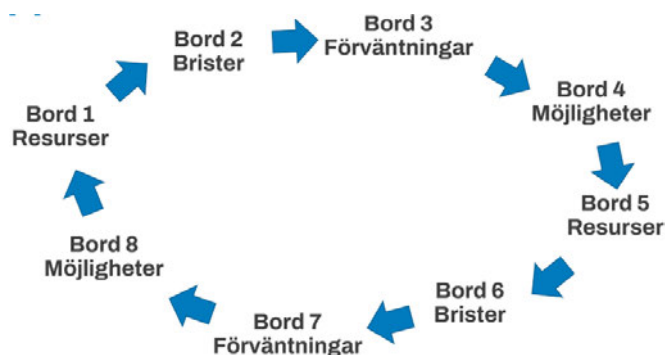 Bord 1
Resurser
Bord 2
Brister
Bord 3
Förväntningar
Bord 4
Möjligheter
Bord 5
Resurser
Bord 6
Brister
Bord 7
Förväntningar
Bord 8
Möjligheter